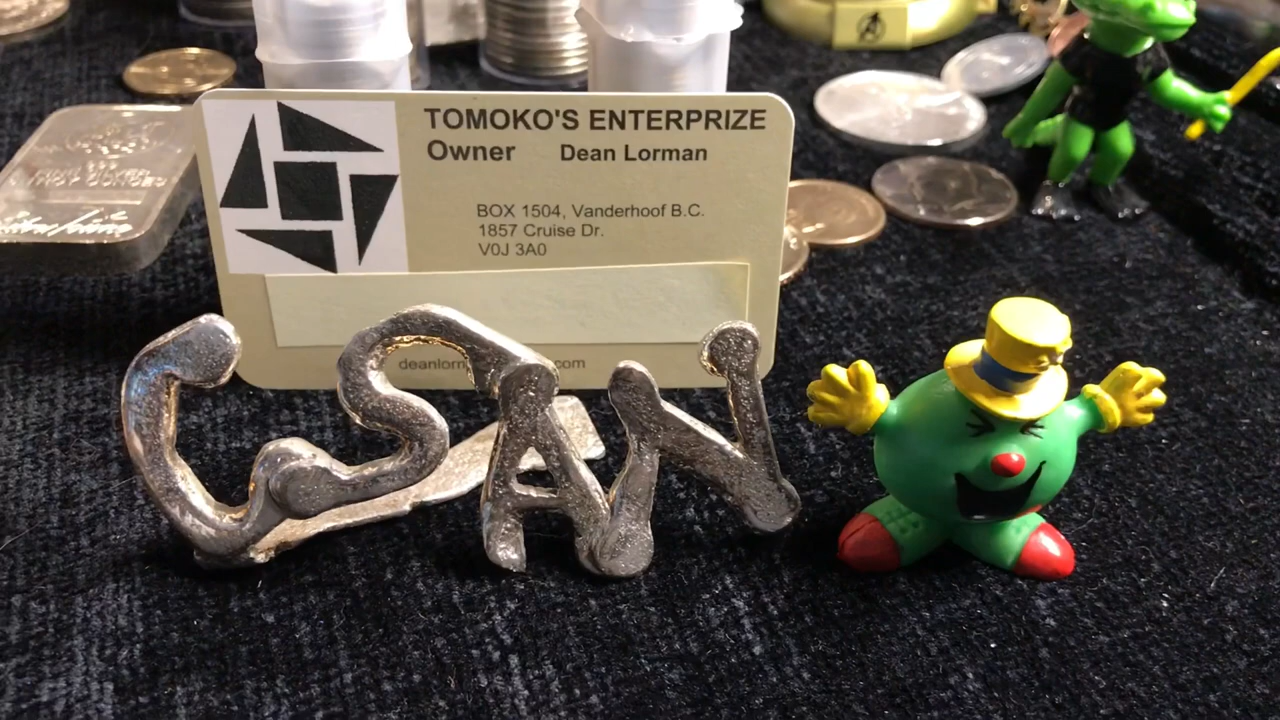 TOMOKO'S ENTERPRIZE
Owner Dean Lorman
BOX 1504, Vanderhoof B.C.
1857 Cruise Dr.
V0J 3A0
CSAN